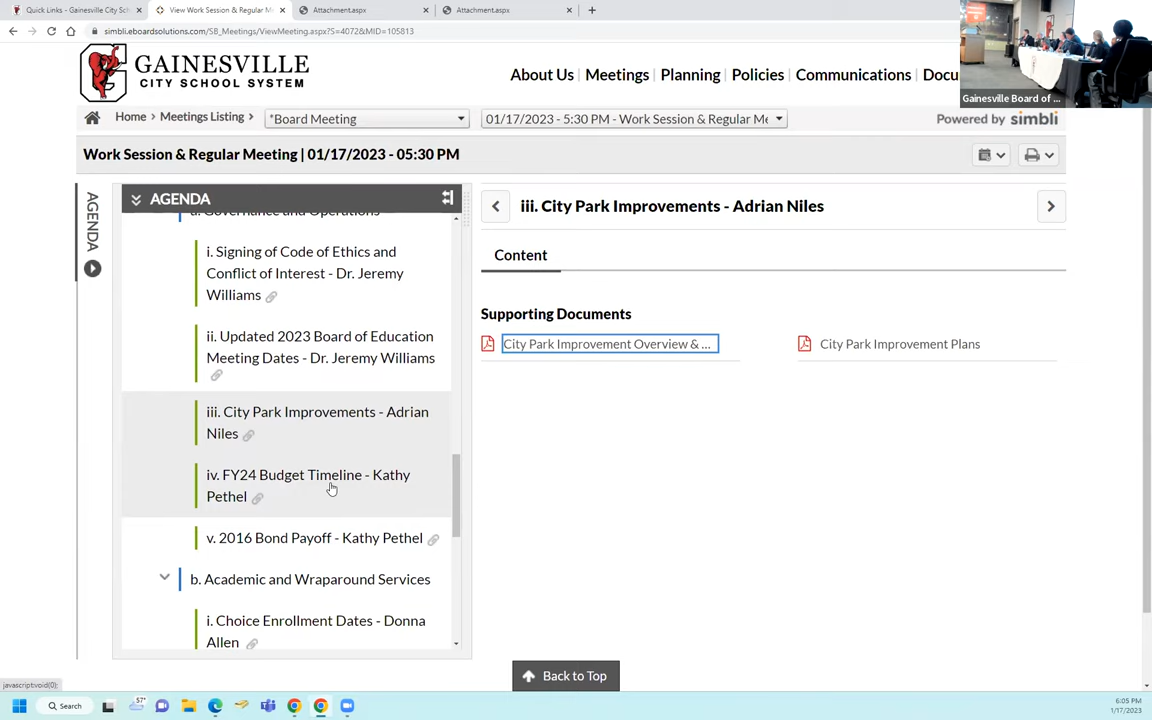 Quick Links - Gainesville City Sch
View Work Session & Regular M
Attachment.aspx
Attachment.aspx
simbli.eboardsolutions.com/SB_Meetings/ViewMeeting.aspx?S=4072&MID=105813
GAINESVILLE
CITY SCHOOL SYSTEM
About Us | Meetings | Planning | Policies | Communications | Docu
Gainesville Board of ...
Home > Meetings Listing >
*Board Meeting
01/17/2023 - 5:30 PM - Work Session & Regular Me
Powered by simbli
Work Session & Regular Meeting | 01/17/2023 - 05:30 PM
AGENDA
AGENDA
a. Governance and Operations
i. Signing of Code of Ethics and
Conflict of Interest - Dr. Jeremy
Williams
ii. Updated 2023 Board of Education
Meeting Dates - Dr. Jeremy Williams
iii. City Park Improvements - Adrian
Niles
iv. FY24 Budget Timeline - Kathy
Pethel
v. 2016 Bond Payoff - Kathy Pethel
b. Academic and Wraparound Services
i. Choice Enrollment Dates - Donna
Allen
iii. City Park Improvements - Adrian Niles
Content
Supporting Documents
City Park Improvement Overview & ...
City Park Improvement Plans
Back to Top
javascript:void(0);
Search
57°
6:05 PM
1/17/2023